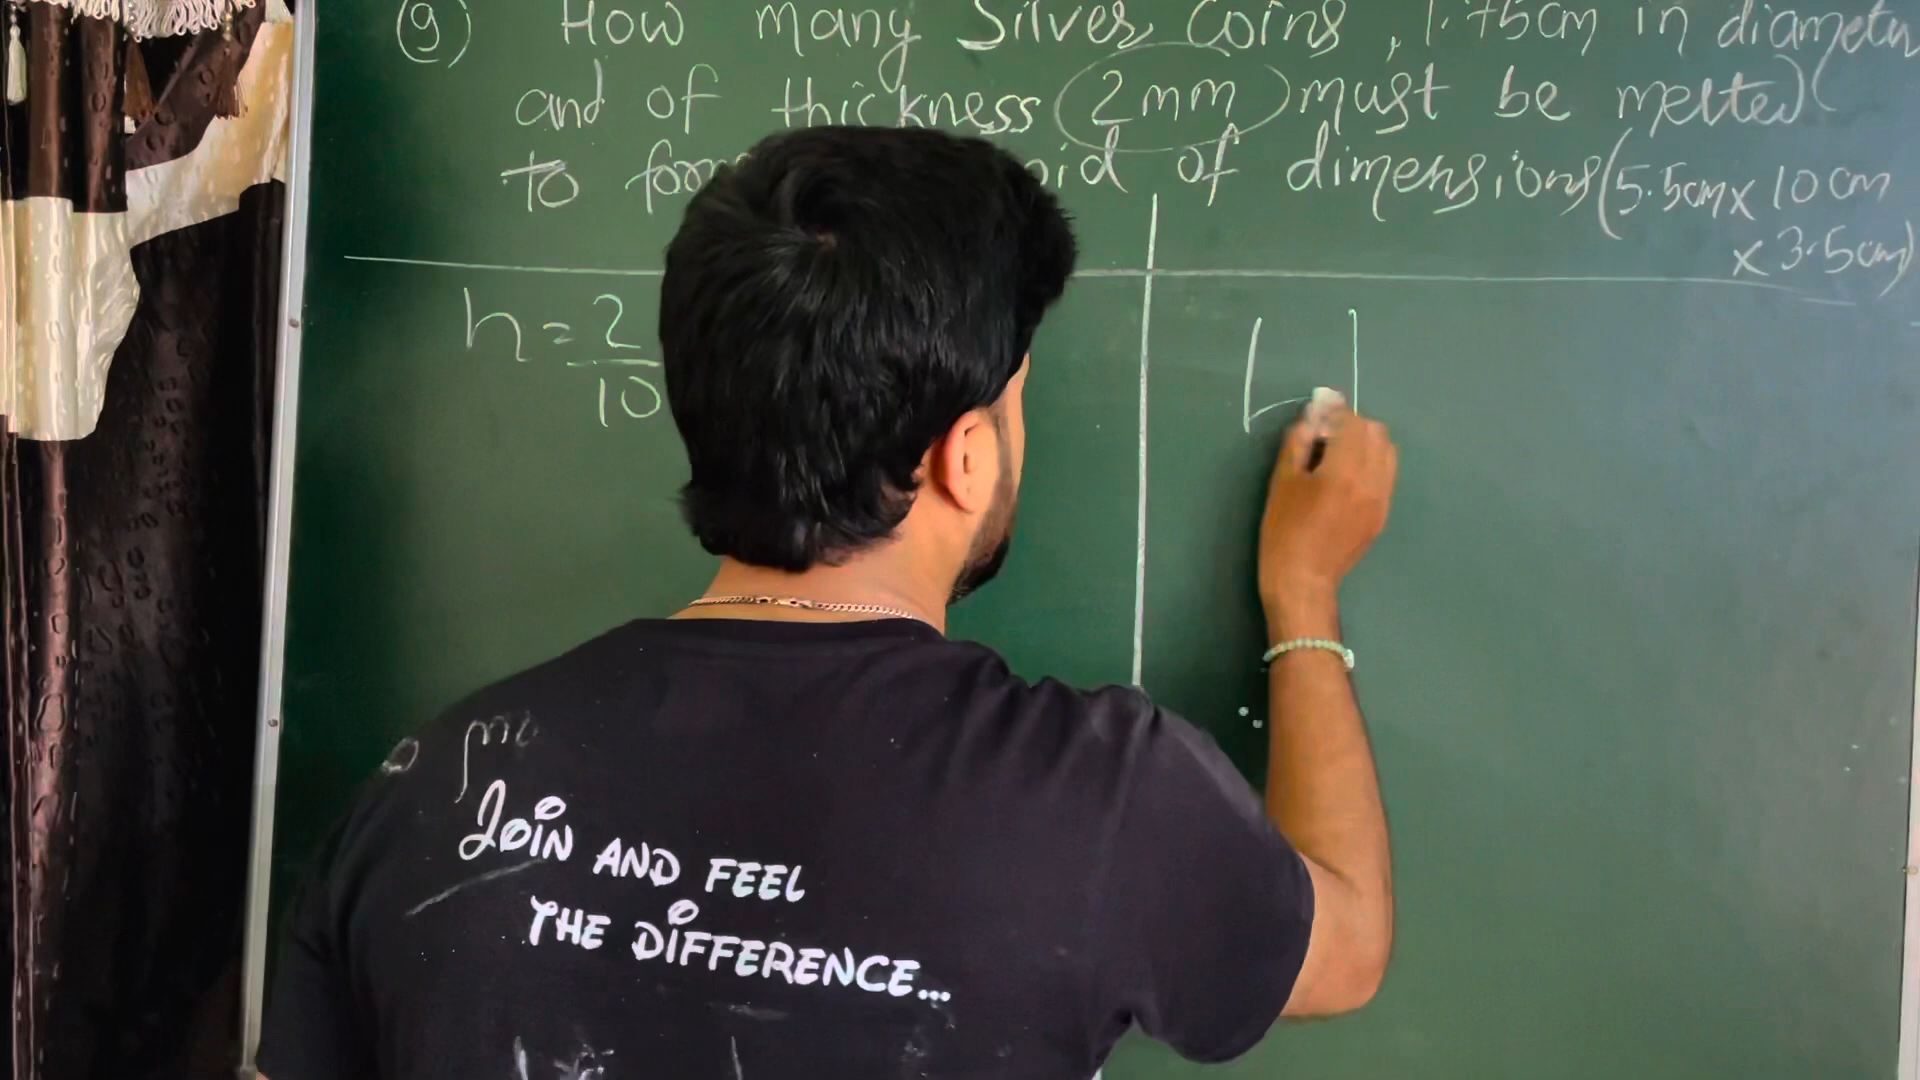 (9) How many Silver Coins, 1.75cm in diameter
and of thickness 2mm must be melted
to of dimensions (5.5cm x 10cm
x 3.5cm)
h = 2
10
JOIN AND FEEL
THE DIFFERENCE...